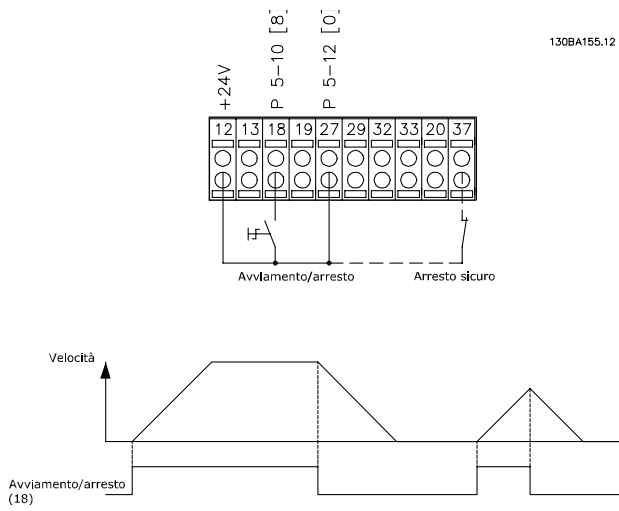 130BA155.12
+24V
P 5-10 [8]
P 5-12 [0]
12 13 18 19 27 29 32 33 20 37
Avviamento/arresto
Arresto sicuro
Velocità
Avviamento/arresto
(18)